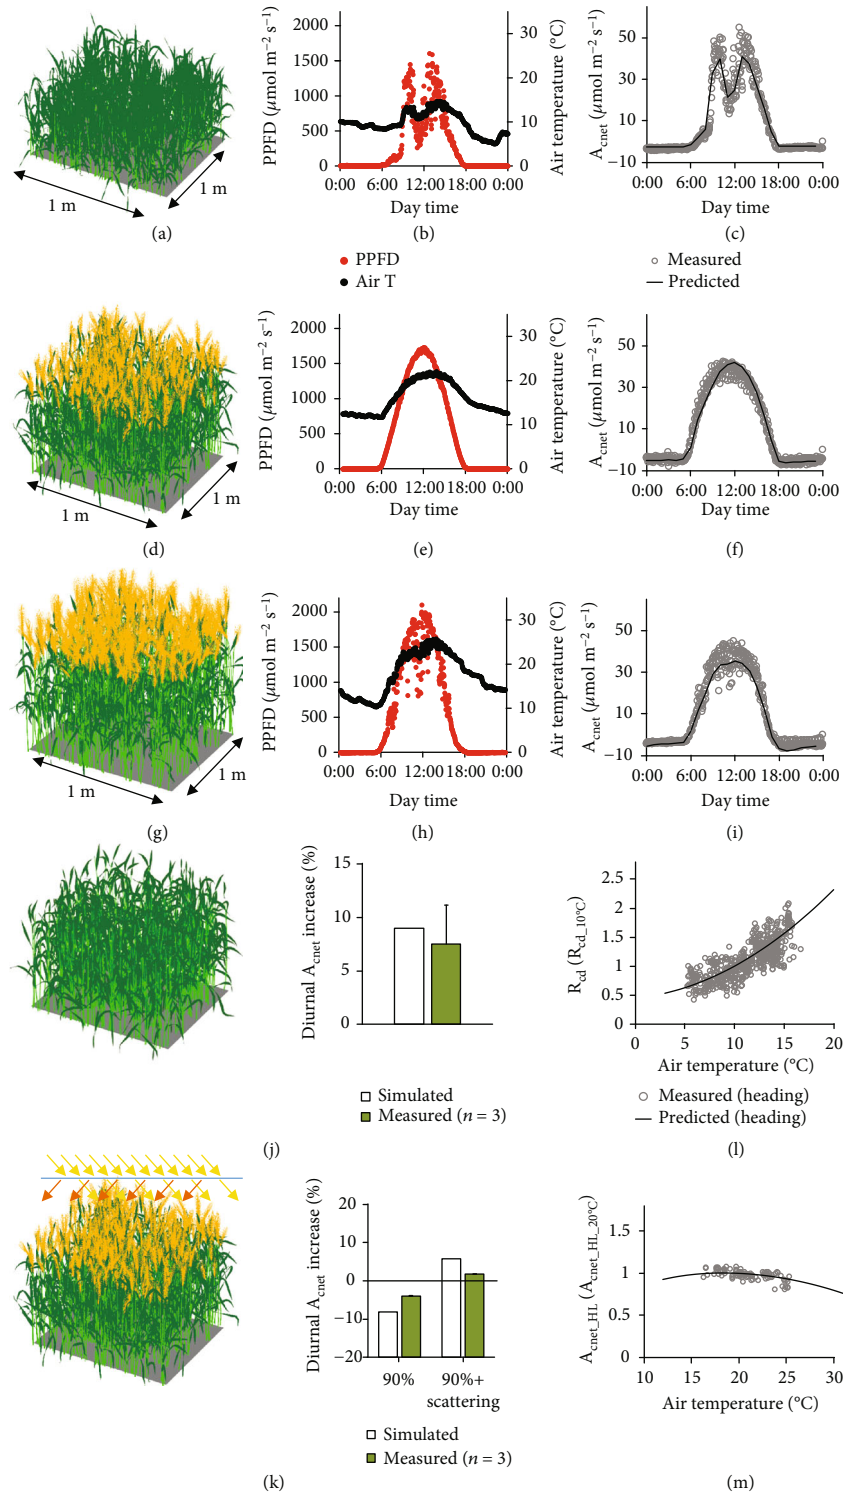 1 m
1 m
(a)
PPFD (µmol m⁻² s⁻¹)
2000
1500
1000
500
0
30
20
10
0
Air temperature (°C)
0:00 6:00 12:00 18:00 0:00
Day time
(b)
A_cnet (µmol m⁻² s⁻¹)
50
30
10
−10
0:00 6:00 12:00 18:00 0:00
Day time
(c)
PPFD
Air T
Measured
Predicted
1 m
1 m
(d)
PPFD (µmol m⁻² s⁻¹)
2000
1500
1000
500
0
30
20
10
0
Air temperature (°C)
0:00 6:00 12:00 18:00 0:00
Day time
(e)
A_cnet (µmol m⁻² s⁻¹)
50
30
10
−10
0:00 6:00 12:00 18:00 0:00
Day time
(f)
1 m
1 m
(g)
PPFD (µmol m⁻² s⁻¹)
2000
1500
1000
500
0
30
20
10
0
Air temperature (°C)
0:00 6:00 12:00 18:00 0:00
Day time
(h)
A_cnet (µmol m⁻² s⁻¹)
50
30
10
−10
0:00 6:00 12:00 18:00 0:00
Day time
(i)
Diurnal A_cnet increase (%)
15
10
5
0
Simulated
Measured (n = 3)
(j)
R_cd (R_cd_10°C)
2.5
2
1.5
1
0.5
0
0 5 10 15 20
Air temperature (°C)
Measured (heading)
Predicted (heading)
(l)
Diurnal A_cnet increase (%)
20
10
0
−10
−20
90%
90%+
scattering
Simulated
Measured (n = 3)
(k)
A_cnet_HL (A_cnet_HL_20°C)
1.5
1
0.5
0
10 15 20 25 30
Air temperature (°C)
(m)